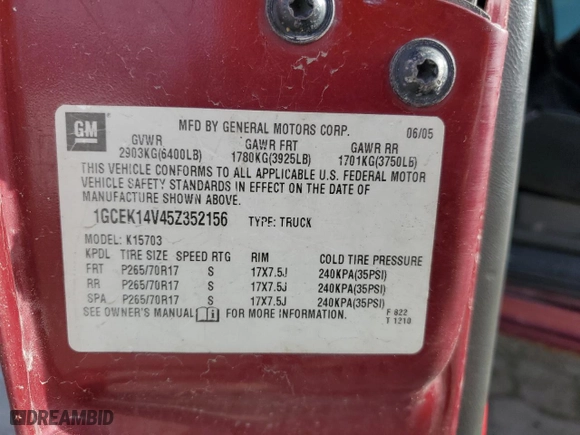 GM
MFD BY GENERAL MOTORS CORP. 06/05
GVWR GAWR FRT GAWR RR
2903KG(6400LB) 1780KG(3925LB) 1701KG(3750LB)
THIS VEHICLE CONFORMS TO ALL APPLICABLE U.S. FEDERAL MOTOR
VEHICLE SAFETY STANDARDS IN EFFECT ON THE DATE OF
MANUFACTURE SHOWN ABOVE.
1GCEK14V45Z352156 TYPE: TRUCK
MODEL: K15703
KPDL TIRE SIZE SPEED RTG RIM COLD TIRE PRESSURE
FRT P265/70R17 S 17X7.5J 240KPA(35PSI)
RR P265/70R17 S 17X7.5J 240KPA(35PSI)
SPA P265/70R17 S 17X7.5J 240KPA(35PSI)
SEE OWNER'S MANUAL FOR MORE INFORMATION.
F 822
T 1210
DREAMBID